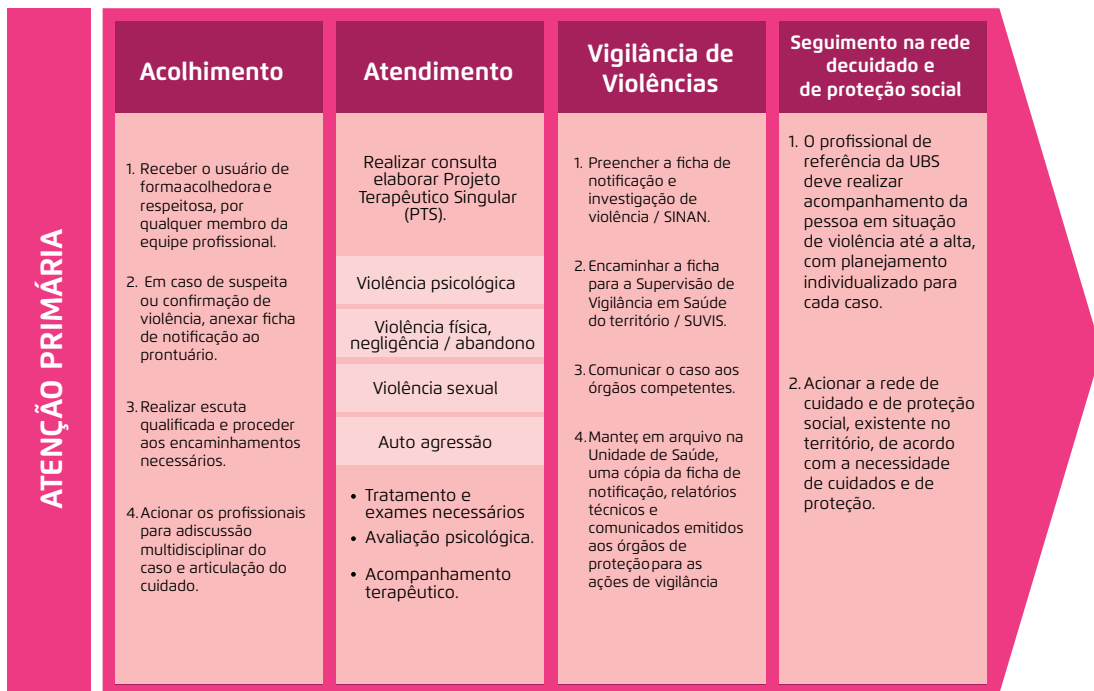 ATENÇÃO PRIMÁRIA
Acolhimento
1. Receber o usuário de
forma acolhedora e
respeitosa, por
qualquer membro da
equipe profissional.
2. Em caso de suspeita
ou confirmação de
violência, anexar ficha
de notificação ao
prontuário.
3. Realizar escuta
qualificada e proceder
aos encaminhamentos
necessários.
4. Acionar os profissionais
para adiscussão
multidisciplinar do
caso e articulação do
cuidado.
Atendimento
Realizar consulta
elaborar Projeto
Terapêutico Singular
(PTS).
Violência psicológica
Violência física,
negligência / abandono
Violência sexual
Auto agressão
• Tratamento e
exames necessários
• Avaliação psicológica.
• Acompanhamento
terapêutico.
Vigilância de
Violências
1. Preencher a ficha de
notificação e
investigação de
violência / SINAN.
2. Encaminhar a ficha
para a Supervisão de
Vigilância em Saúde
do território / SUVIS.
3. Comunicar o caso aos
órgãos competentes.
4. Manter, em arquivo na
Unidade de Saúde,
uma cópia da ficha de
notificação, relatórios
técnicos e
comunicados emitidos
aos órgãos de
proteção para as
ações de vigilância
Seguimento na rede
decuidado e
de proteção social
1. O profissional de
referência da UBS
deve realizar
acompanhamento da
pessoa em situação
de violência até a alta,
com planejamento
individualizado para
cada caso.
2. Acionar a rede de
cuidado e de proteção
social, existente no
território, de acordo
com a necessidade
de cuidados e de
proteção.